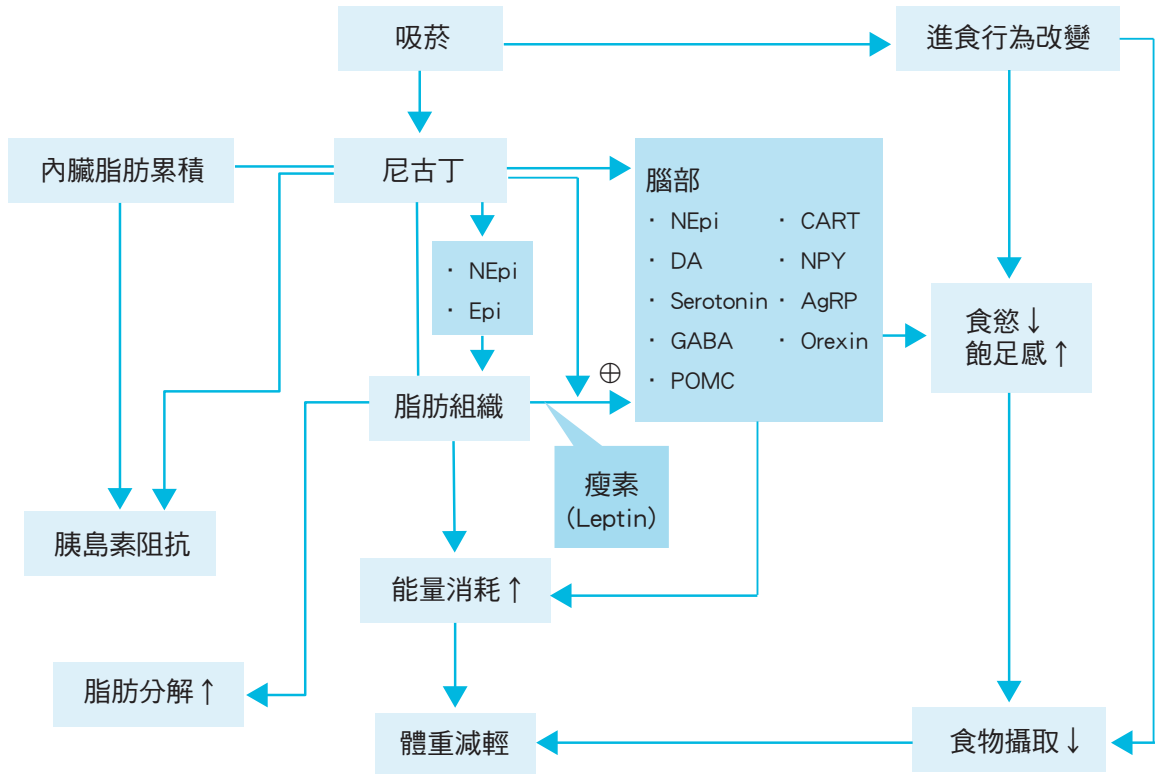 吸菸
進食行為改變
內臟脂肪累積
尼古丁
腦部
· NEpi
· CART
· DA
· NPY
· Serotonin
· AgRP
· GABA
· Orexin
· POMC
· NEpi
· Epi
食慾↓
飽足感↑
⊕
脂肪組織
瘦素
(Leptin)
胰島素阻抗
能量消耗↑
脂肪分解↑
體重減輕
食物攝取↓